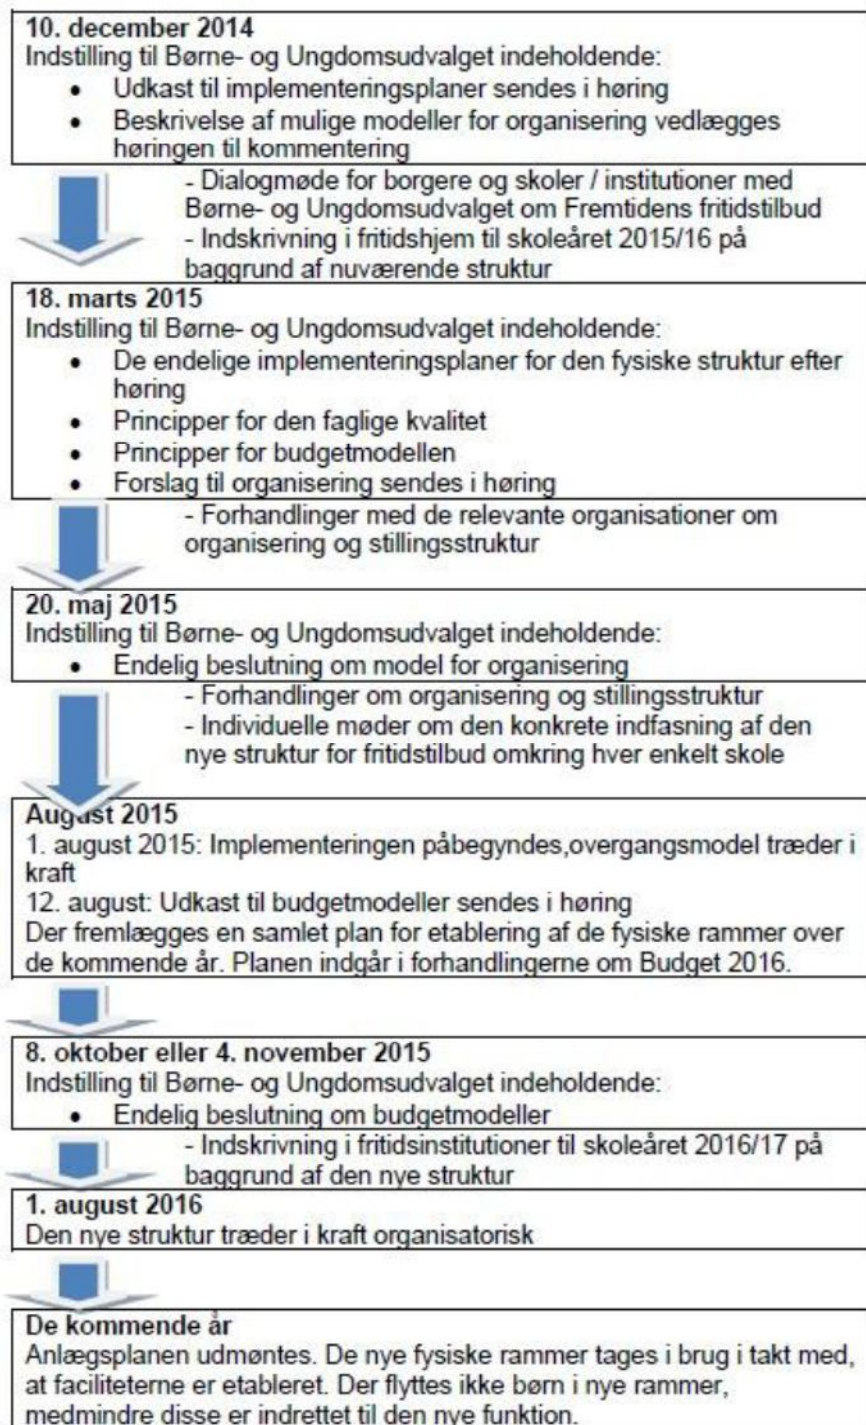 10. december 2014
Indstilling til Børne- og Ungdomsudvalget indeholdende:
• Udkast til implementeringsplaner sendes i høring
• Beskrivelse af mulige modeller for organisering vedlægges
høringen til kommentering
- Dialogmøde for borgere og skoler / institutioner med
Børne- og Ungdomsudvalget om Fremtidens fritidstilbud
- Indskrivning i fritidshjem til skoleåret 2015/16 på
baggrund af nuværende struktur
18. marts 2015
Indstilling til Børne- og Ungdomsudvalget indeholdende:
• De endelige implementeringsplaner for den fysiske struktur efter
høring
• Principper for den faglige kvalitet
• Principper for budgetmodellen
• Forslag til organisering sendes i høring
- Forhandlinger med de relevante organisationer om
organisering og stillingsstruktur
20. maj 2015
Indstilling til Børne- og Ungdomsudvalget indeholdende:
• Endelig beslutning om model for organisering
- Forhandlinger om organisering og stillingsstruktur
- Individuelle møder om den konkrete indfasning af den
nye struktur for fritidstilbud omkring hver enkelt skole
August 2015
1. august 2015: Implementeringen påbegyndes,overgangsmodel træder i
kraft
12. august: Udkast til budgetmodeller sendes i høring
Der fremlægges en samlet plan for etablering af de fysiske rammer over
de kommende år. Planen indgår i forhandlingerne om Budget 2016.
8. oktober eller 4. november 2015
Indstilling til Børne- og Ungdomsudvalget indeholdende:
• Endelig beslutning om budgetmodeller
- Indskrivning i fritidsinstitutioner til skoleåret 2016/17 på
baggrund af den nye struktur
1. august 2016
Den nye struktur træder i kraft organisatorisk
De kommende år
Anlægsplanen udmøntes. De nye fysiske rammer tages i brug i takt med,
at faciliteterne er etableret. Der flyttes ikke børn i nye rammer,
medmindre disse er indrettet til den nye funktion.